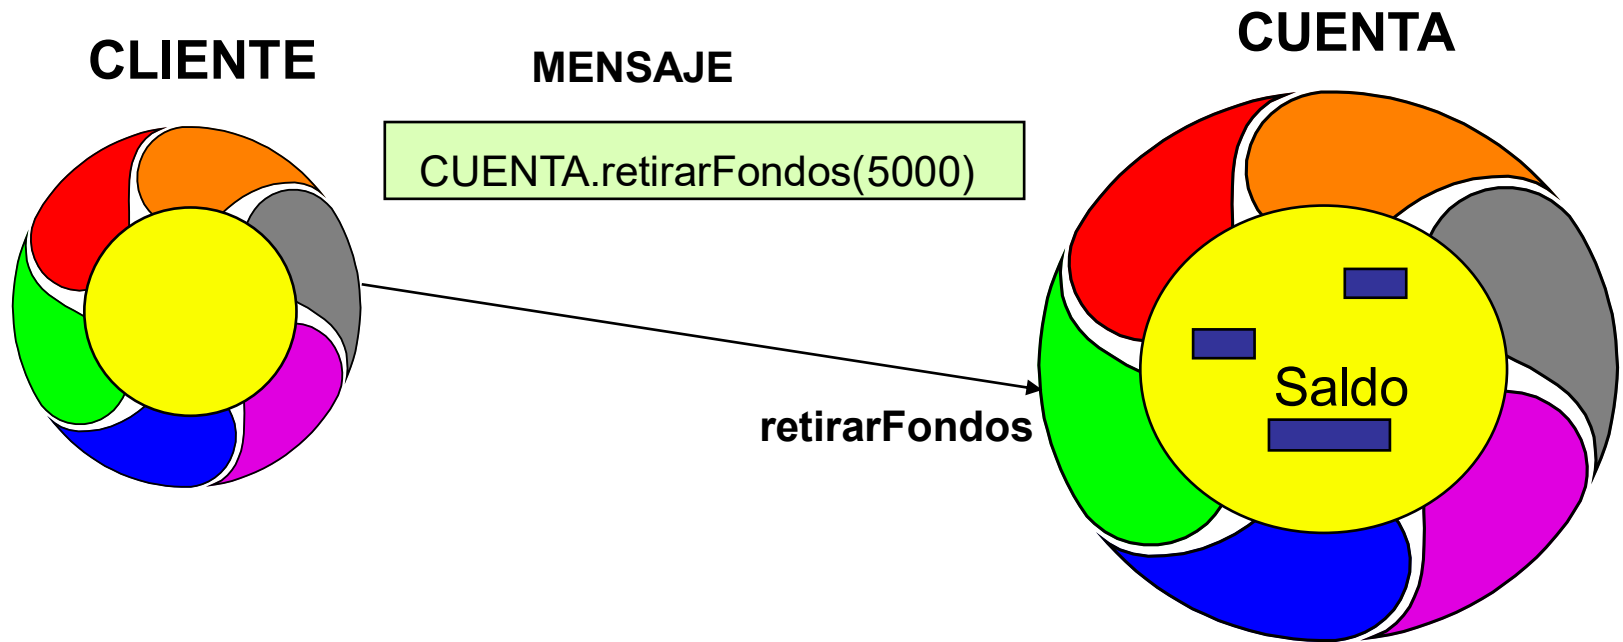 CLIENTE
MENSAJE
CUENTA
CUENTA.retirarFondos(5000)
Saldo
retirarFondos